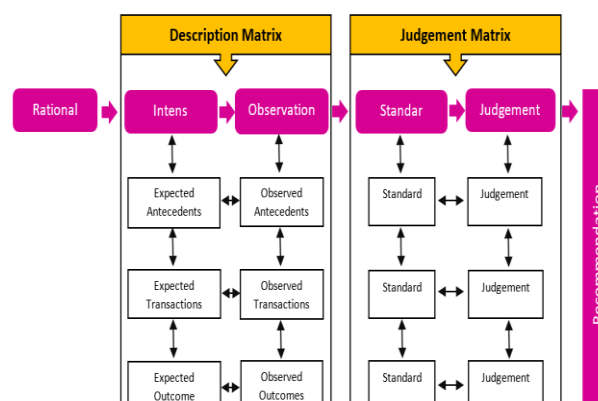 Description Matrix
Judgement Matrix
Rational
Intens
Observation
Standar
Judgement
Expected
Antecedents
Observed
Antecedents
Standard
Judgement
Expected
Transactions
Observed
Transactions
Standard
Judgement
Expected
Outcome
Observed
Outcomes
Standard
Judgement
Recommendation